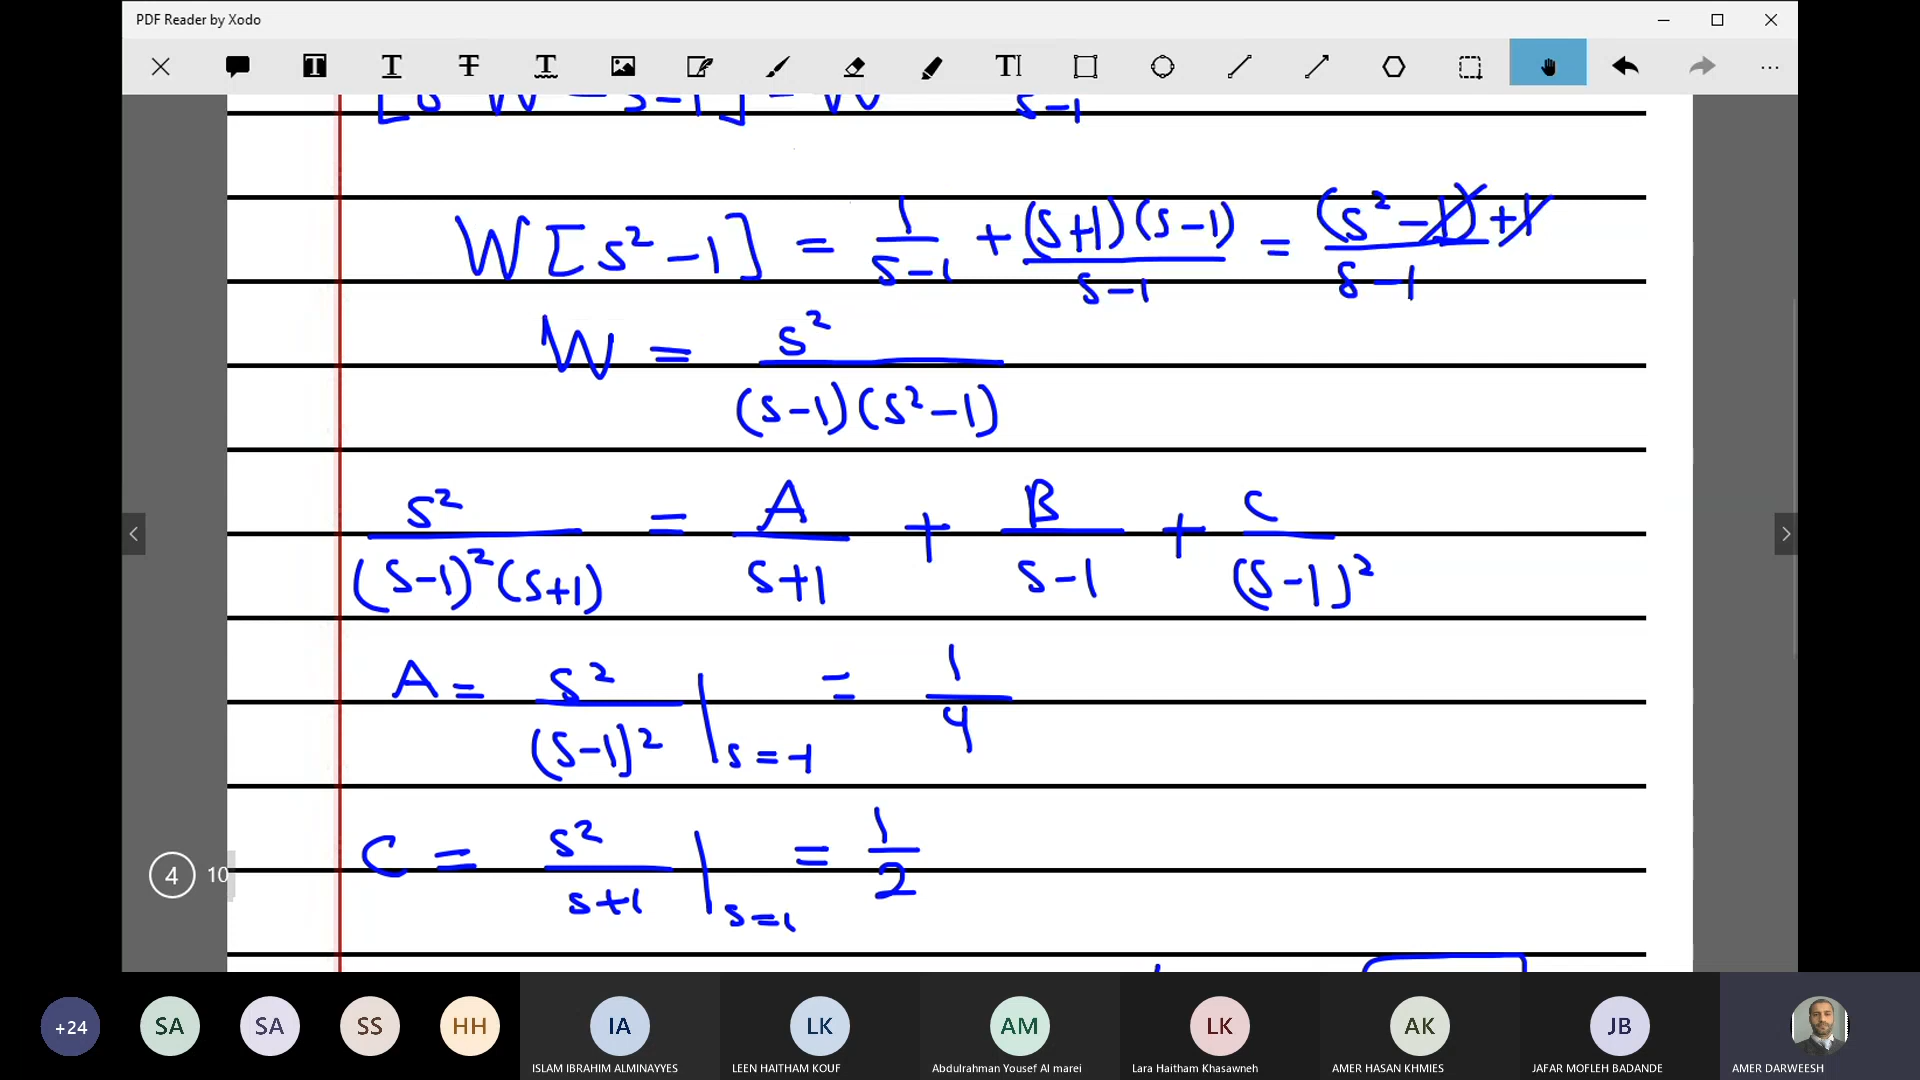 PDF Reader by Xodo
W [s² - 1] = 1/(s-1) + (s+1)(s-1)/(s-1) = ((s² - 1) + 1)/(s-1)
W = s²/((s-1)(s²-1))
s²/((s-1)²(s+1)) = A/(s+1) + B/(s-1) + C/(s-1)²
A = s²/(s-1)² | s=-1 = 1/4
C = s²/(s+1) | s=1 = 1/2
4 10
+24 SA SA SS HH IA LK AM LK AK JB
ISLAM IBRAHIM ALMINAYYES LEEN HAITHAM KOUF Abdulrahman Yousef Al marei Lara Haitham Khasawneh AMER HASAN KHMIES JAFAR MOFLEH BADANDE AMER DARWEESH